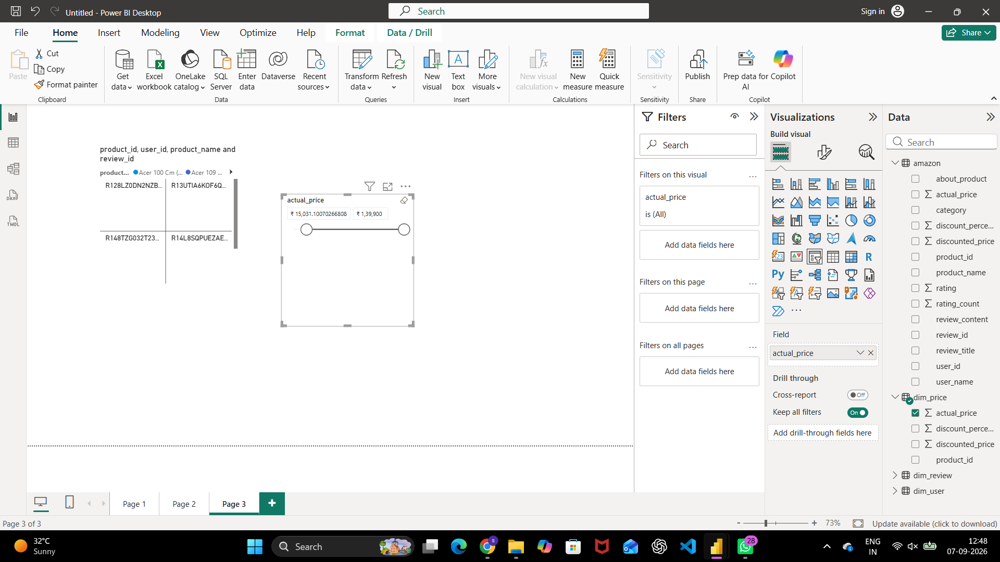 Untitled - Power BI Desktop
Search
Sign in
File
Home
Insert
Modeling
View
Optimize
Help
Format
Data / Drill
Share
Paste
Cut
Copy
Format painter
Clipboard
Get data
Excel workbook
OneLake catalog
SQL Server
Enter data
Dataverse
Recent sources
Data
Transform data
Refresh
Queries
New visual
Text box
More visuals
Insert
New visual calculation
New measure
Quick measure
Calculations
Sensitivity
Sensitivity
Publish
Share
Prep data for AI
Copilot
Copilot
product_id, user_id, product_name and
review_id
product... Acer 100 Cm (... Acer 109 ...
R128LZ0DN2NZB... R13UTIA6KOF6Q...
R148TZG032T23... R14L8SQPUEZAE...
actual_price
₹ 15,031.10070266808 ₹ 1,39,900
Filters
Search
Filters on this visual ...
actual_price
is (All)
Add data fields here
Filters on this page ...
Add data fields here
Filters on all pages ...
Add data fields here
Visualizations
Build visual
123
R
Py
...
Field
actual_price
Drill through
Cross-report Off
Keep all filters On
Add drill-through fields here
Data
Search
amazon
about_product
actual_price
category
discount_perce...
discounted_price
product_id
product_name
rating
rating_count
review_content
review_id
review_title
user_id
user_name
dim_price
actual_price
discount_perce...
discounted_price
product_id
dim_review
dim_user
DAX
TMDL
Page 1
Page 2
Page 3
+
Page 3 of 3
- + 73%
Update available (click to download)
32°C
Sunny
Search
28
ENG
IN
12:48
07-09-2026